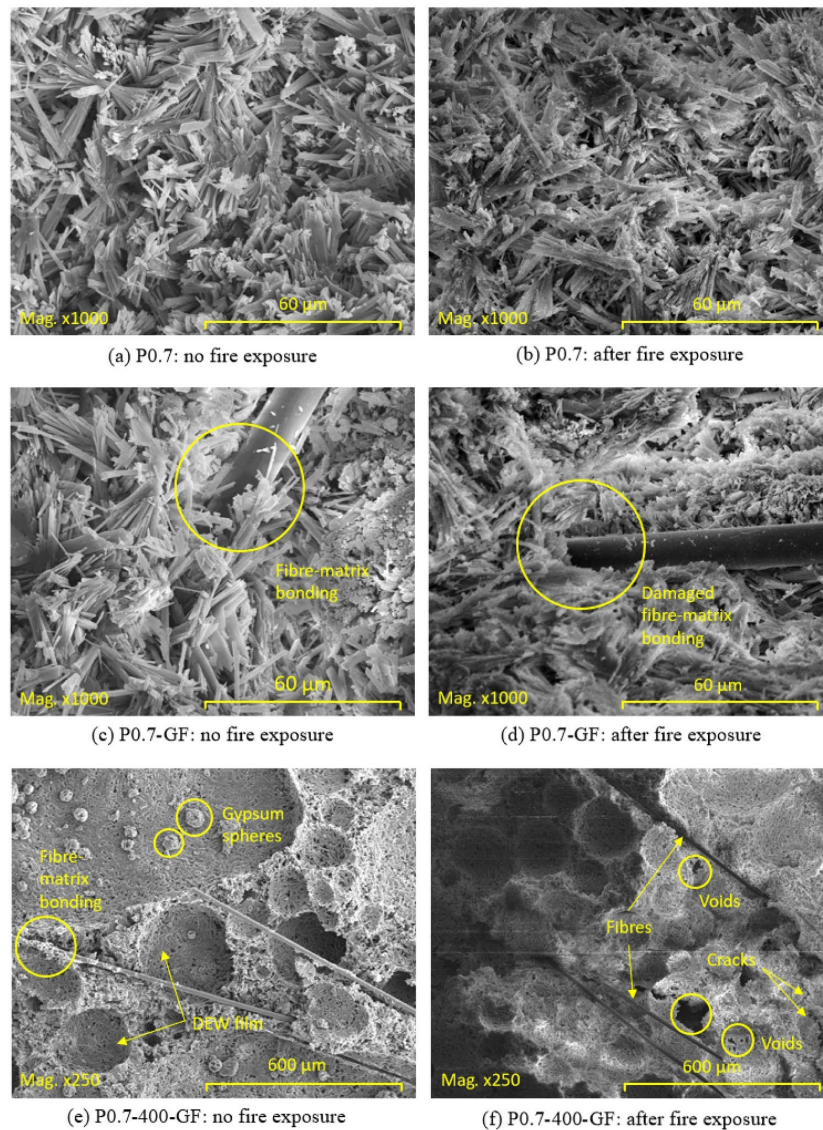 60 μm
60 μm
Mag. x1000
Mag. x1000
(a) P0.7: no fire exposure
(b) P0.7: after fire exposure
Fibre-matrix
bonding
Damaged
fibre-matrix
bonding
60 μm
60 μm
Mag. x1000
Mag. x1000
(c) P0.7-GF: no fire exposure
(d) P0.7-GF: after fire exposure
Gypsum
spheres
Fibre-
matrix
bonding
DEW film
600 μm
Mag. x250
Voids
Fibres
Cracks
Voids
600 μm
Mag. x250
(e) P0.7-400-GF: no fire exposure
(f) P0.7-400-GF: after fire exposure